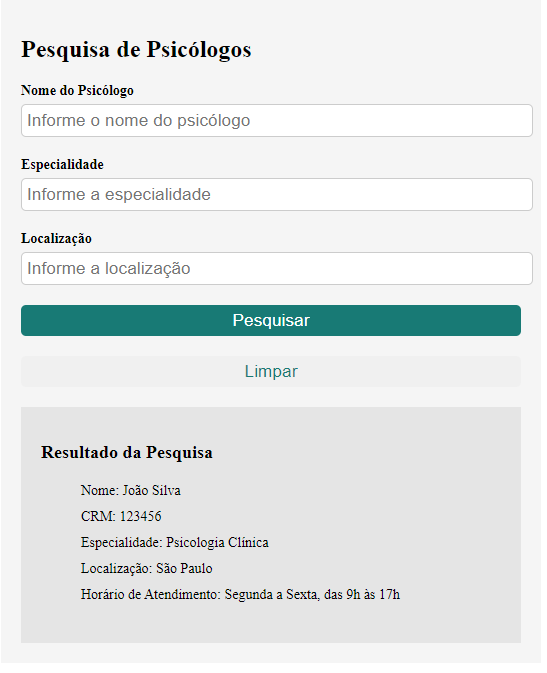 Pesquisa de Psicólogos
Nome do Psicólogo
Informe o nome do psicólogo
Especialidade
Informe a especialidade
Localização
Informe a localização
Pesquisar
Limpar
Resultado da Pesquisa
Nome: João Silva
CRM: 123456
Especialidade: Psicologia Clínica
Localização: São Paulo
Horário de Atendimento: Segunda a Sexta, das 9h às 17h